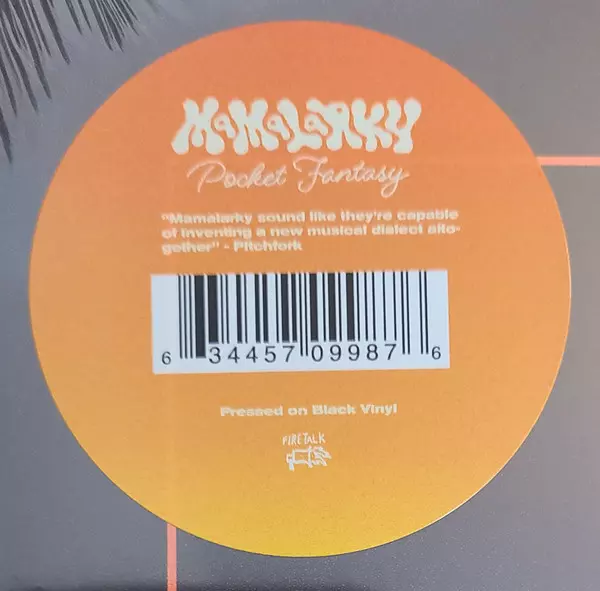 MaMaLaRKY
Pocket Fantasy
"Mamalarky sound like they're capable
of inventing a new musical dialect alto-
gether" - Pitchfork
6 34457 09987 6
Pressed on Black Vinyl
FIRETALK